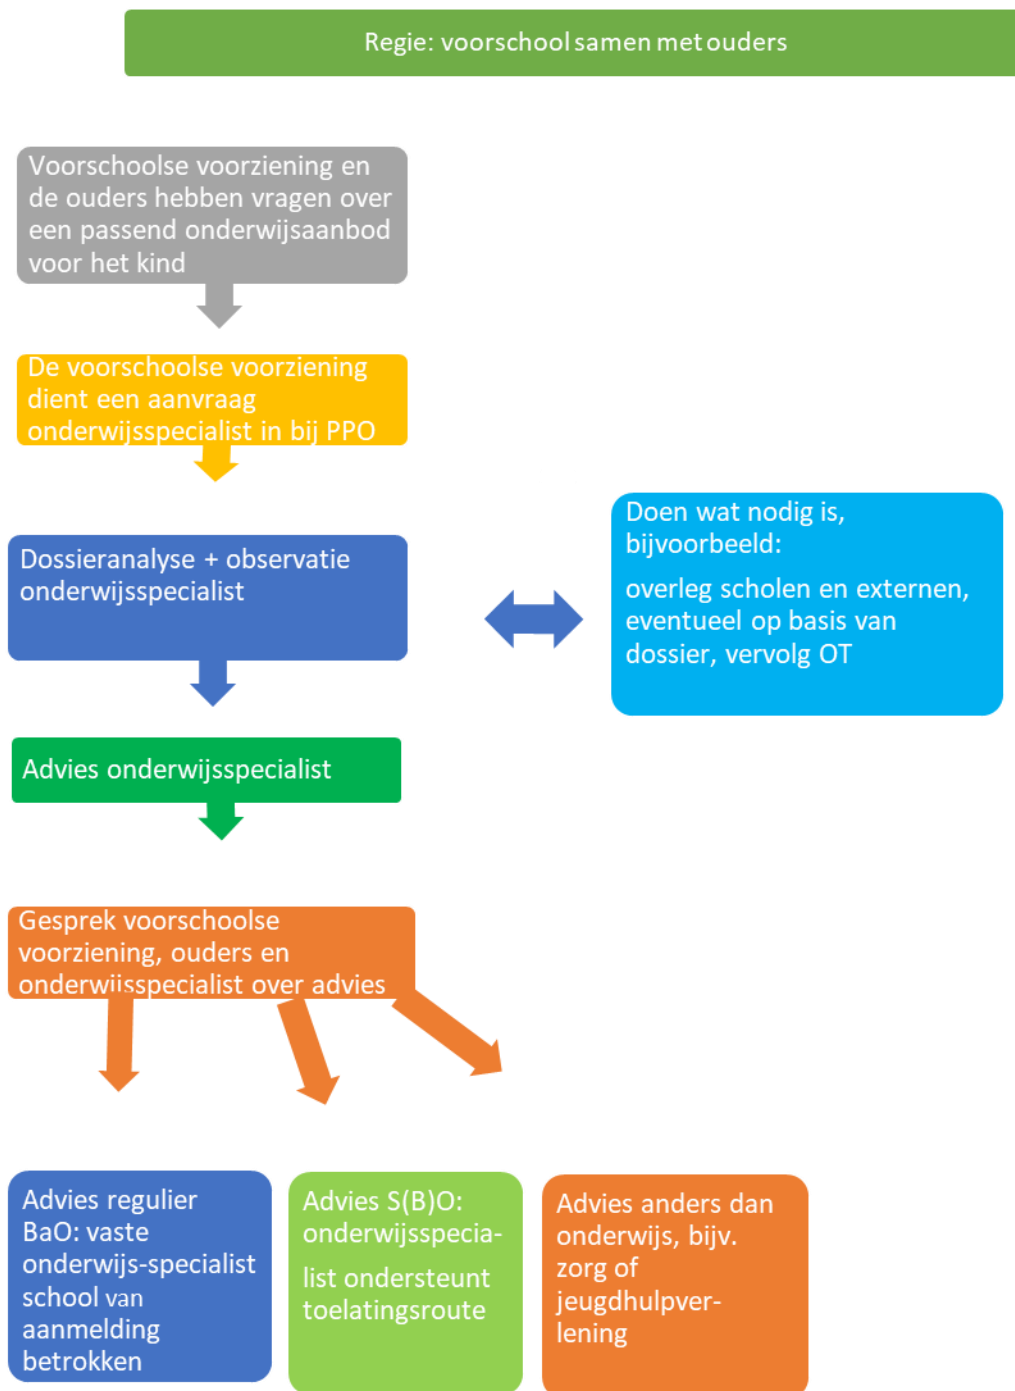 Regie: voorschool samen met ouders
Voorschoolse voorziening en
de ouders hebben vragen over
een passend onderwijsaanbod
voor het kind
De voorschoolse voorziening
dient een aanvraag
onderwijsspecialist in bij PPO
Dossieranalyse + observatie
onderwijsspecialist
Doen wat nodig is,
bijvoorbeeld:
overleg scholen en externen,
eventueel op basis van
dossier, vervolg OT
Advies onderwijsspecialist
Gesprek voorschoolse
voorziening, ouders en
onderwijsspecialist over advies
Advies regulier
BaO: vaste
onderwijs-specialist
school van
aanmelding
betrokken
Advies S(B)O:
onderwijsspecia-
list ondersteunt
toelatingsroute
Advies anders dan
onderwijs, bijv.
zorg of
jeugdhulpver-
lening